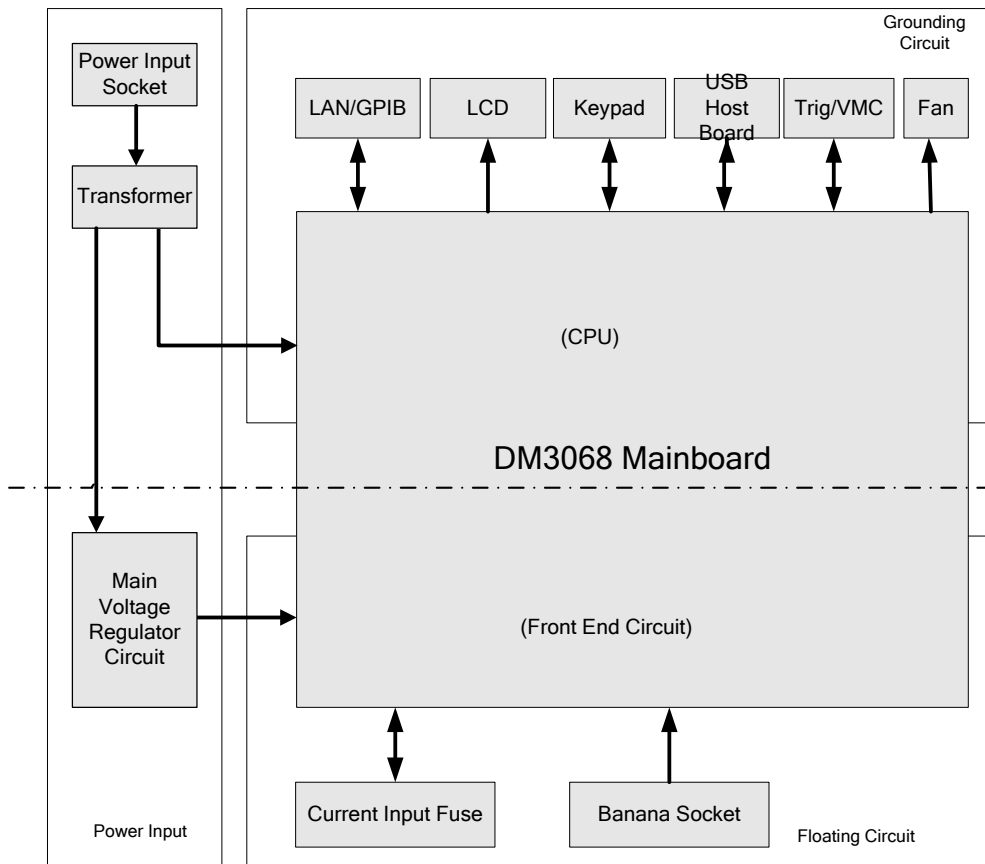 Grounding
Circuit
Power Input
Socket
LAN/GPIB
LCD
Keypad
USB
Host
Board
Trig/VMC
Fan
Transformer
(CPU)
DM3068 Mainboard
Main
Voltage
Regulator
Circuit
(Front End Circuit)
Current Input Fuse
Banana Socket
Power Input
Floating Circuit